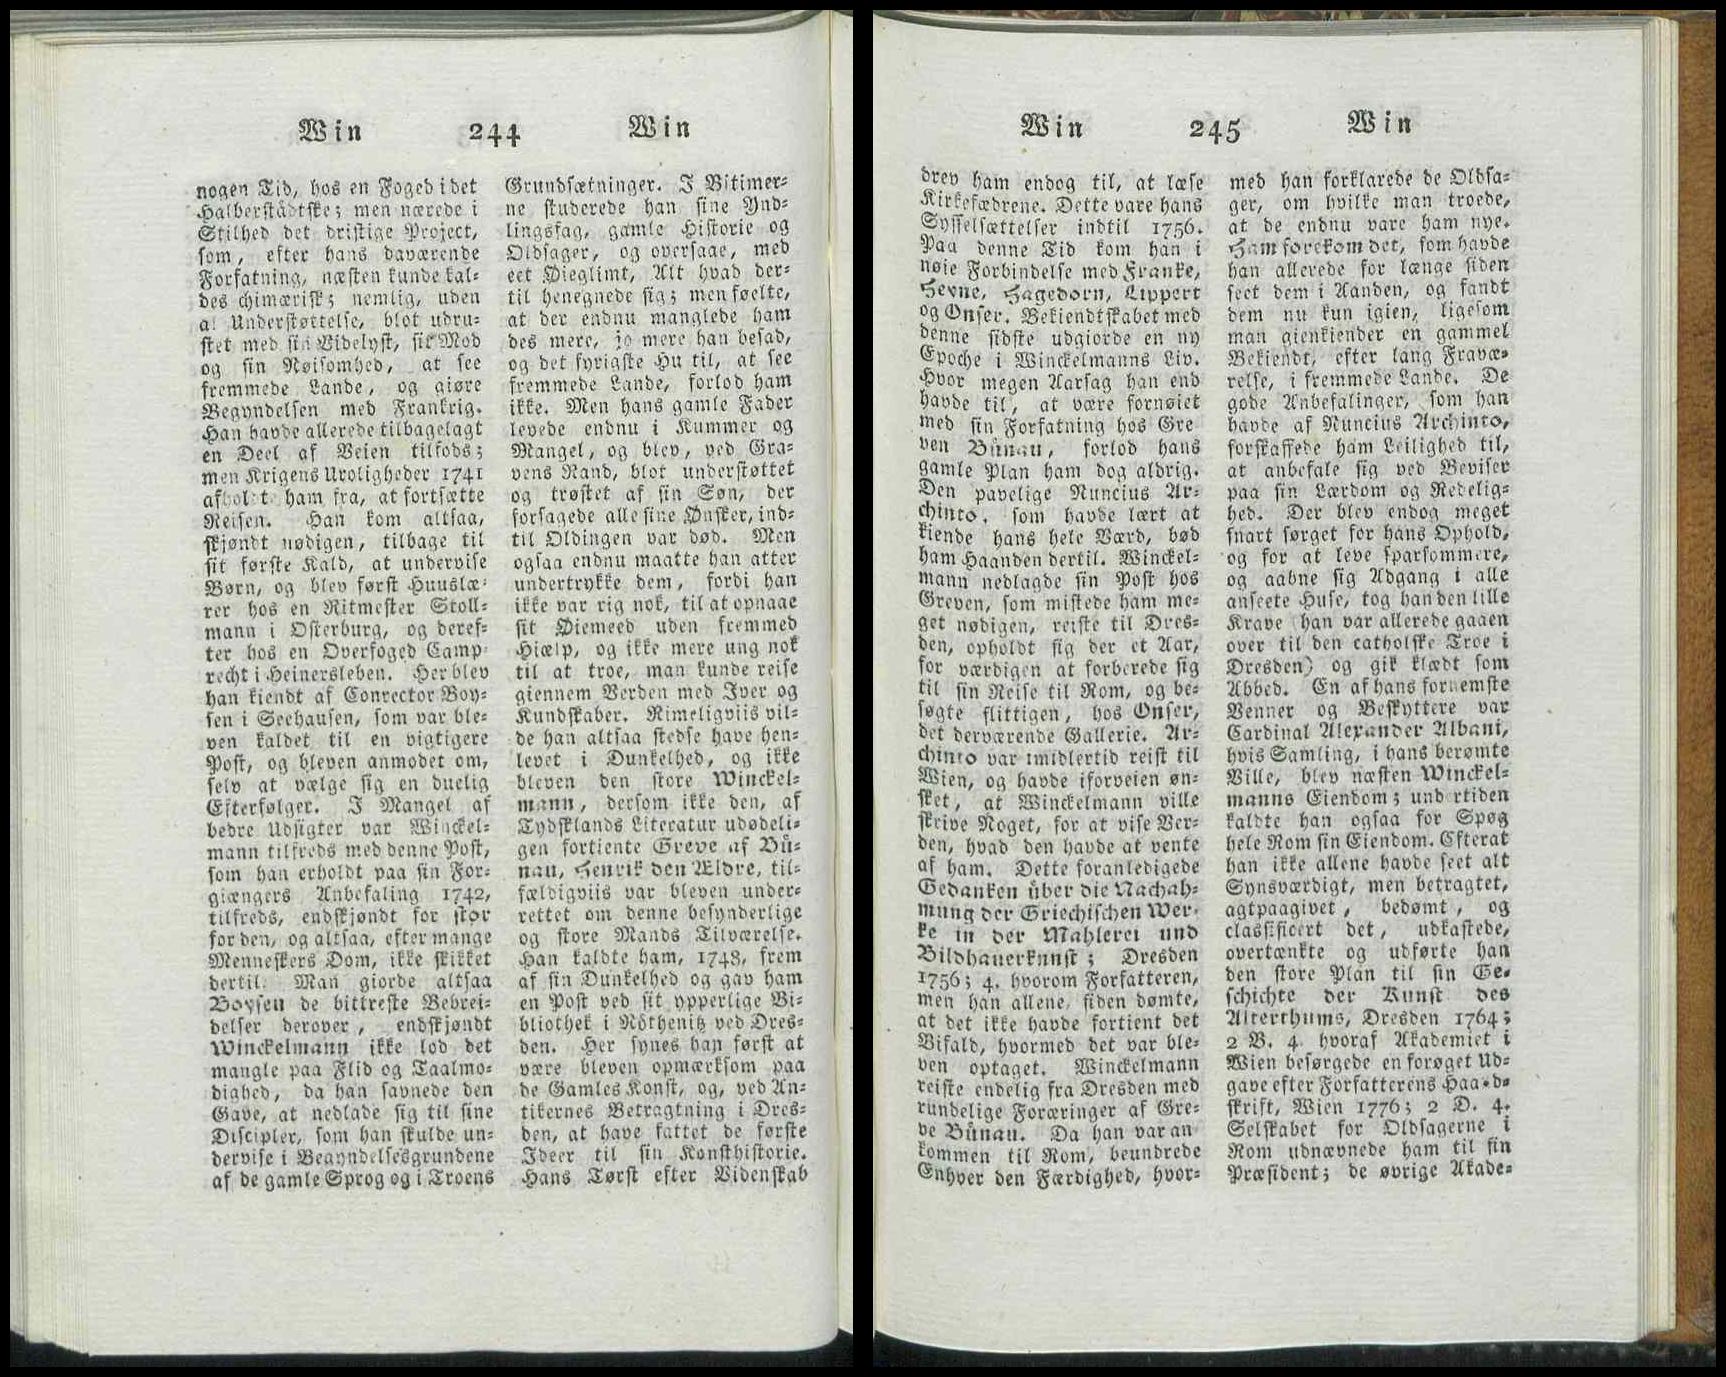 Win 244 Win
nogen Tid, hos en Foged i det
Halberstådtske; men nærede i
Stilhed det dristige Project,
som, efter hans daværende
Forfatning, næsten kunde kal-
des chimærisk; nemlig, uden
al Understøttelse, blot udru-
stet med sin Videlyst, sit Mod
og sin Nøisomhed, at see
fremmede Lande, og giøre
Begyndelsen med Frankrig.
Han havde allerede tilbagelagt
en Deel af Veien tilfods;
men Krigens Uroligheder 1741
afholdt ham fra, at fortsætte
Reisen. Han kom altsaa,
skjøndt nødigen, tilbage til
sit første Kald, at undervise
Børn, og blev først Huuslæ-
rer hos en Ritmester Stoll-
mann i Osterburg, og deref-
ter hos en Overfoged Camp-
recht i Heinersleben. Her blev
han kiendt af Conrector Boy-
sen i Seehausen, som var ble-
ven kaldet til en vigtigere
Post, og bleven anmodet om,
selv at vælge sig en duelig
Efterfølger. I Mangel af
bedre Udsigter var Winckel-
mann tilfreds med denne Post,
som han erholdt paa sin For-
giængers Anbefaling 1742,
tilfreds, endskjøndt for stor
for den, og altsaa, efter mange
Menneskers Dom, ikke skikket
dertil. Man giorde altsaa
Boysen de bittreste Bebrei-
delser derover, endskjøndt
Winckelmann ikke lod det
mangle paa Flid og Taalmo-
dighed, da han savnede den
Gave, at nedlade sig til sine
Discipler, som han skulde un-
dervise i Begyndelsesgrundene
af de gamle Sprog og i Troens
Grundsætninger. I Bitimer-
ne studerede han sine Ynd-
lingsfag, gamle Historie og
Oldsager, og oversaae, med
eet Øieglimt, Alt hvad der-
til henegnede sig; men føelte,
at der endnu manglede ham
des mere, jo mere han besad,
og det fyrigste Hu til, at see
fremmede Lande, forlod ham
ikke. Men hans gamle Fader
levede endnu i Kummer og
Mangel, og blev, ved Gra-
vens Rand, blot understøttet
og trøstet af sin Søn, der
forsagede alle sine Ønsker, ind-
til Oldingen var død. Men
ogsaa endnu maatte han atter
undertrykke dem, fordi han
ikke var rig nok, til at opnaae
sit Øiemeed uden fremmed
Hiælp, og ikke mere ung nok
til at troe, man kunde reise
giennem Verden med Iver og
Kundskaber. Rimeligviis vil-
de han altsaa stedse have hen-
levet i Dunkelhed, og ikke
bleven den store Winckel-
mann, dersom ikke den, af
Tydsklands Literatur udødeli-
gen fortiente Greve af Bü-
nau, Henrik den Ældre, til-
fældigviis var bleven under-
rettet om denne besynderlige
og store Mands Tilværelse.
Han kaldte ham, 1748, frem
af sin Dunkelhed og gav ham
en Post ved sit ypperlige Bi-
bliothek i Nöthenitz ved Dres-
den. Her synes han først at
være bleven opmærksom paa
de Gamles Konst, og, ved An-
tikernes Betragtning i Dres-
den, at have fattet de første
Ideer til sin Konsthistorie.
Hans Tørst efter Videnskab
Win 245 Win
drev ham endog til, at læse
Kirkefædrene. Dette vare hans
Sysselsættelser indtil 1756.
Paa denne Tid kom han i
nøie Forbindelse med Franke,
Heyne, Hagedorn, Lippert
og Onser. Bekiendtskabet med
denne sidste udgiorde en ny
Epoche i Winckelmanns Liv.
Hvor megen Aarsag han end
havde til, at være fornøiet
med sin Forfatning hos Gre
ven Bünau, forlod hans
gamle Plan ham dog aldrig.
Den pavelige Nuncius Ar-
chinto, som havde lært at
kiende hans hele Værd, bød
ham Haanden dertil. Winckel-
mann nedlagde sin Post hos
Greven, som mistede ham me-
get nødigen, reiste til Dres-
den, opholdt sig der et Aar,
for værdigen at forberede sig
til sin Reise til Rom, og be-
søgte flittigen, hos Onser,
det derværende Gallerie. Ar-
chinto var imidlertid reist til
Wien, og havde iforveien øn-
sket, at Winckelmann ville
skrive Noget, for at vise Ver-
den, hvad den havde at vente
af ham. Dette foranledigede
Gedanken über die Nachah-
mung der Griechischen Wer-
ke in der Mahlerei und
Bildhauerkunst; Dresden
1756; 4. hvorom Forfatteren,
men han allene, siden dømte,
at det ikke havde fortient det
Bifald, hvormed det var ble-
ven optaget. Winckelmann
reiste endelig fra Dresden med
rundelige Foræringer af Gre-
ve Bünau. Da han var an
kommen til Rom, beundrede
Enhver den Færdighed, hvor-
med han forklarede de Oldsa-
ger, om hvilke man troede,
at de endnu vare ham nye.
Ham forekom det, som havde
han allerede for længe siden
seet dem i Aanden, og fandt
dem nu kun igien, ligesom
man gienkiender en gammel
Bekiendt, efter lang Fravæ-
relse, i fremmede Lande. De
gode Anbefalinger, som han
havde af Nuncius Archinto,
forskaffede ham Leilighed til,
at anbefale sig ved Beviser
paa sin Lærdom og Redelig-
hed. Der blev endog meget
snart sørget for hans Ophold,
og for at leve sparsommere,
og aabne sig Adgang i alle
anseete Huse, tog han den lille
Krave (han var allerede gaaen
over til den catholske Troe i
Dresden) og gik klædt som
Abbed. En af hans fornemste
Venner og Beskyttere var
Cardinal Alexander Albani,
hvis Samling, i hans berømte
Ville, blev næsten Winckel-
manns Eiendom; und rtiden
kaldte han ogsaa for Spøg
hele Rom sin Eiendom. Efterat
han ikke allene havde seet alt
Synsværdigt, men betragtet,
agtpaagivet, bedømt, og
classificert det, udkastede,
overtænkte og udførte han
den store Plan til sin Ge-
schichte der Kunst des
Alterthums, Dresden 1764;
2 B. 4. hvoraf Akademiet i
Wien besørgede en forøget Ud-
gave efter Forfatterens Haand-
skrift, Wien 1776; 2 D. 4.
Selskabet for Oldsagerne i
Rom udnævnede ham til sin
Præsident; de øvrige Akade-